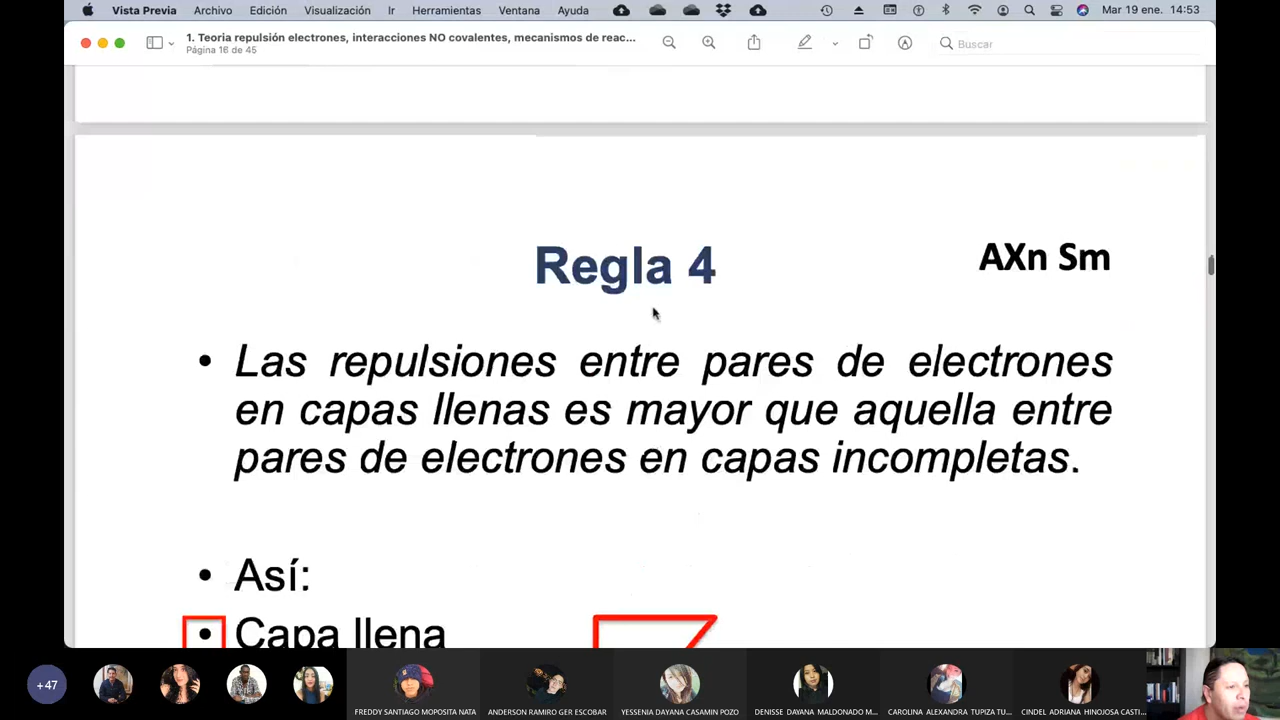 Vista Previa Archivo Edición Visualización Ir Herramientas Ventana Ayuda Mar 19 ene. 14:53
1. Teoria repulsión electrones, interacciones NO covalentes, mecanismos de reac...
Página 16 de 45
Buscar
Regla 4
AXn Sm
• Las repulsiones entre pares de electrones
en capas llenas es mayor que aquella entre
pares de electrones en capas incompletas.
• Así:
• Capa llena
+47
FREDDY SANTIAGO MOPOSITA NATA
ANDERSON RAMIRO GER ESCOBAR
YESSENIA DAYANA CASAMIN POZO
DENISSE DAYANA MALDONADO M...
CAROLINA ALEXANDRA TUPIZA TU...
CINDEL ADRIANA HINOJOSA CASTI...